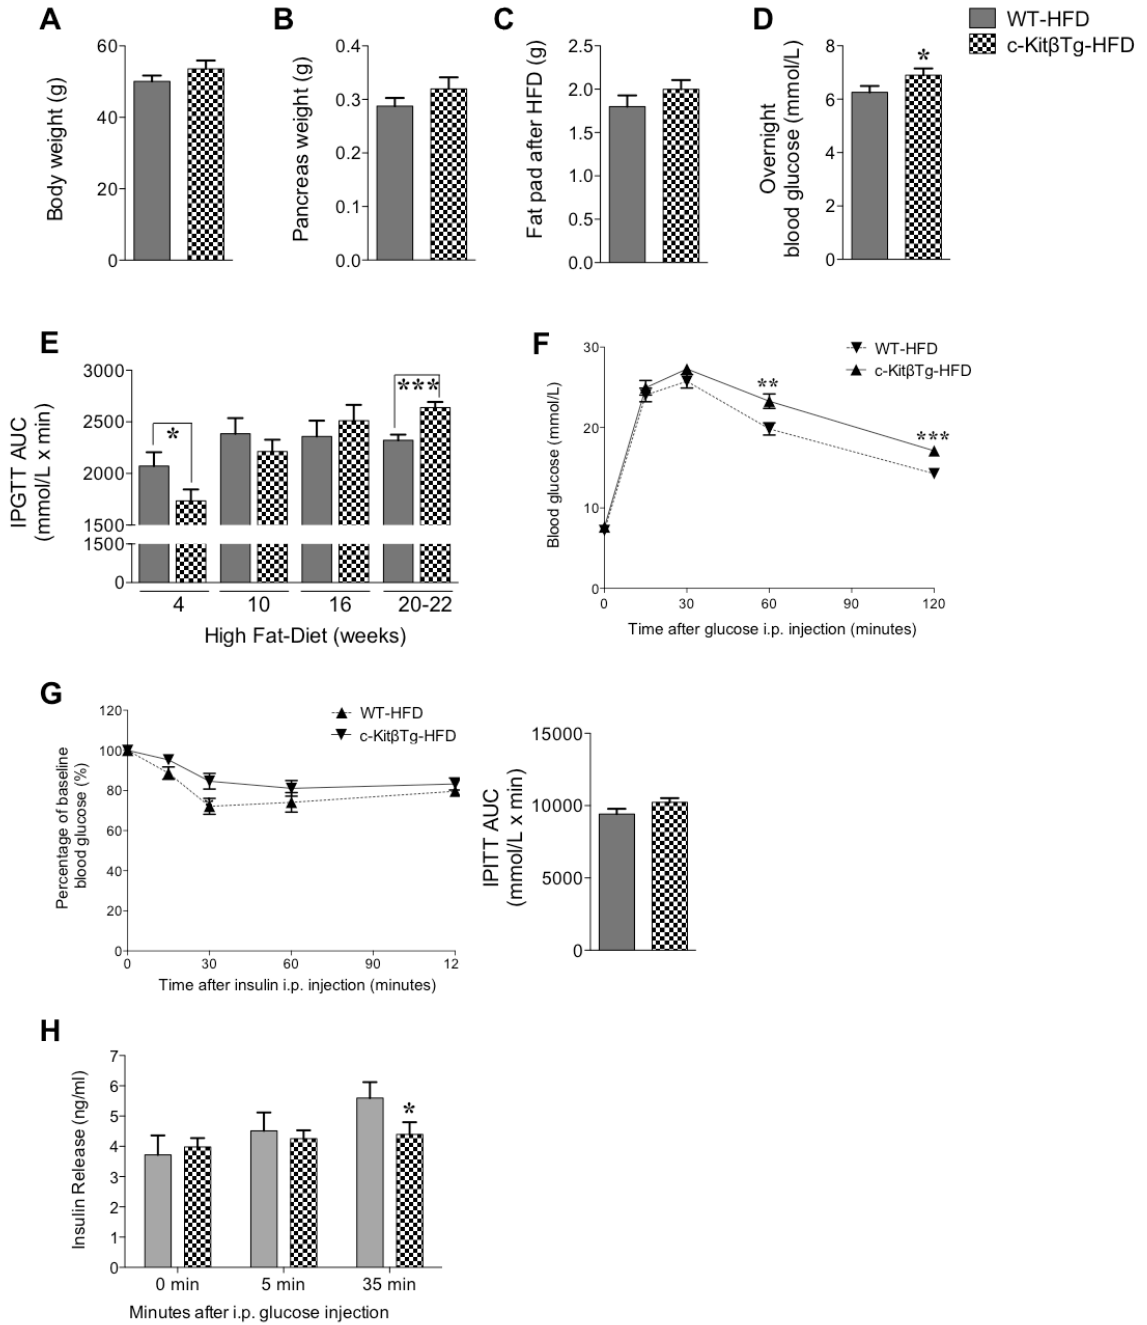 A
B
C
D
WT-HFD
c-KitβTg-HFD
Body weight (g)
60
40
20
0
Pancreas weight (g)
0.4
0.3
0.2
0.1
0.0
Fat pad after HFD (g)
2.5
2.0
1.5
1.0
0.5
0.0
Overnight
blood glucose (mmol/L)
8
6
4
2
0
*
E
IPGTT AUC
(mmol/L x min)
3000
2500
2000
1500
1500
0
*
***
4
10
16
20-22
High Fat-Diet (weeks)
F
WT-HFD
c-KitβTg-HFD
Blood glucose (mmol/L)
30
20
10
0
**
***
0
30
60
90
120
Time after glucose i.p. injection (minutes)
G
WT-HFD
c-KitβTg-HFD
Percentage of baseline
blood glucose (%)
120
100
80
60
40
20
0
0
30
60
90
12
Time after insulin i.p. injection (minutes)
IPITT AUC
(mmol/L x min)
15000
10000
5000
0
H
Insulin Release (ng/ml)
7
6
5
4
3
2
1
0
*
0 min
5 min
35 min
Minutes after i.p. glucose injection